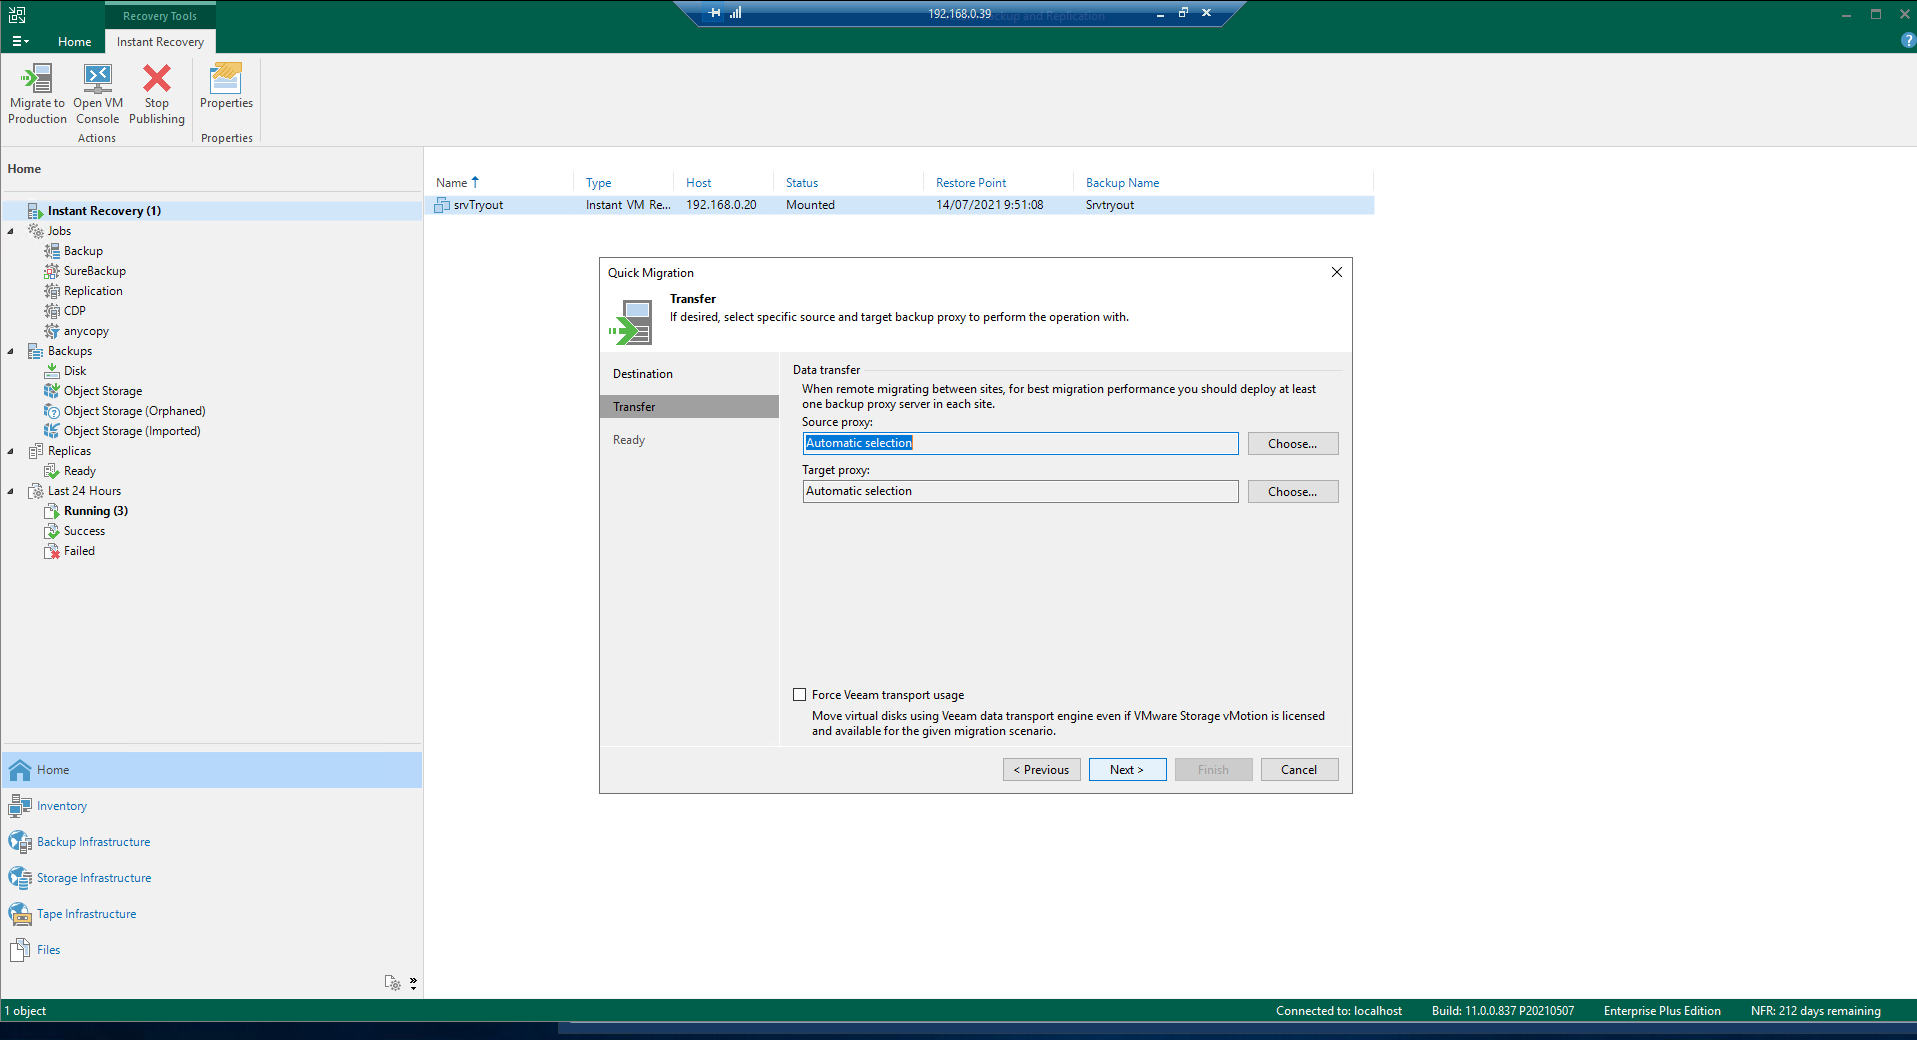 Recovery Tools
192.168.0.39
ckup and Replication
Home
Instant Recovery
Migrate to
Production
Open VM
Console
Stop
Publishing
Properties
Actions
Properties
Home
Instant Recovery (1)
Jobs
Backup
SureBackup
Replication
CDP
anycopy
Backups
Disk
Object Storage
Object Storage (Orphaned)
Object Storage (Imported)
Replicas
Ready
Last 24 Hours
Running (3)
Success
Failed
Home
Inventory
Backup Infrastructure
Storage Infrastructure
Tape Infrastructure
Files
Name Type Host Status Restore Point Backup Name
srvTryout Instant VM Re... 192.168.0.20 Mounted 14/07/2021 9:51:08 Srvtryout
Quick Migration
Transfer
If desired, select specific source and target backup proxy to perform the operation with.
Destination
Transfer
Ready
Data transfer
When remote migrating between sites, for best migration performance you should deploy at least
one backup proxy server in each site.
Source proxy:
Automatic selection Choose...
Target proxy:
Automatic selection Choose...
Force Veeam transport usage
Move virtual disks using Veeam data transport engine even if VMware Storage vMotion is licensed
and available for the given migration scenario.
< Previous Next > Finish Cancel
1 object Connected to: localhost Build: 11.0.0.837 P20210507 Enterprise Plus Edition NFR: 212 days remaining